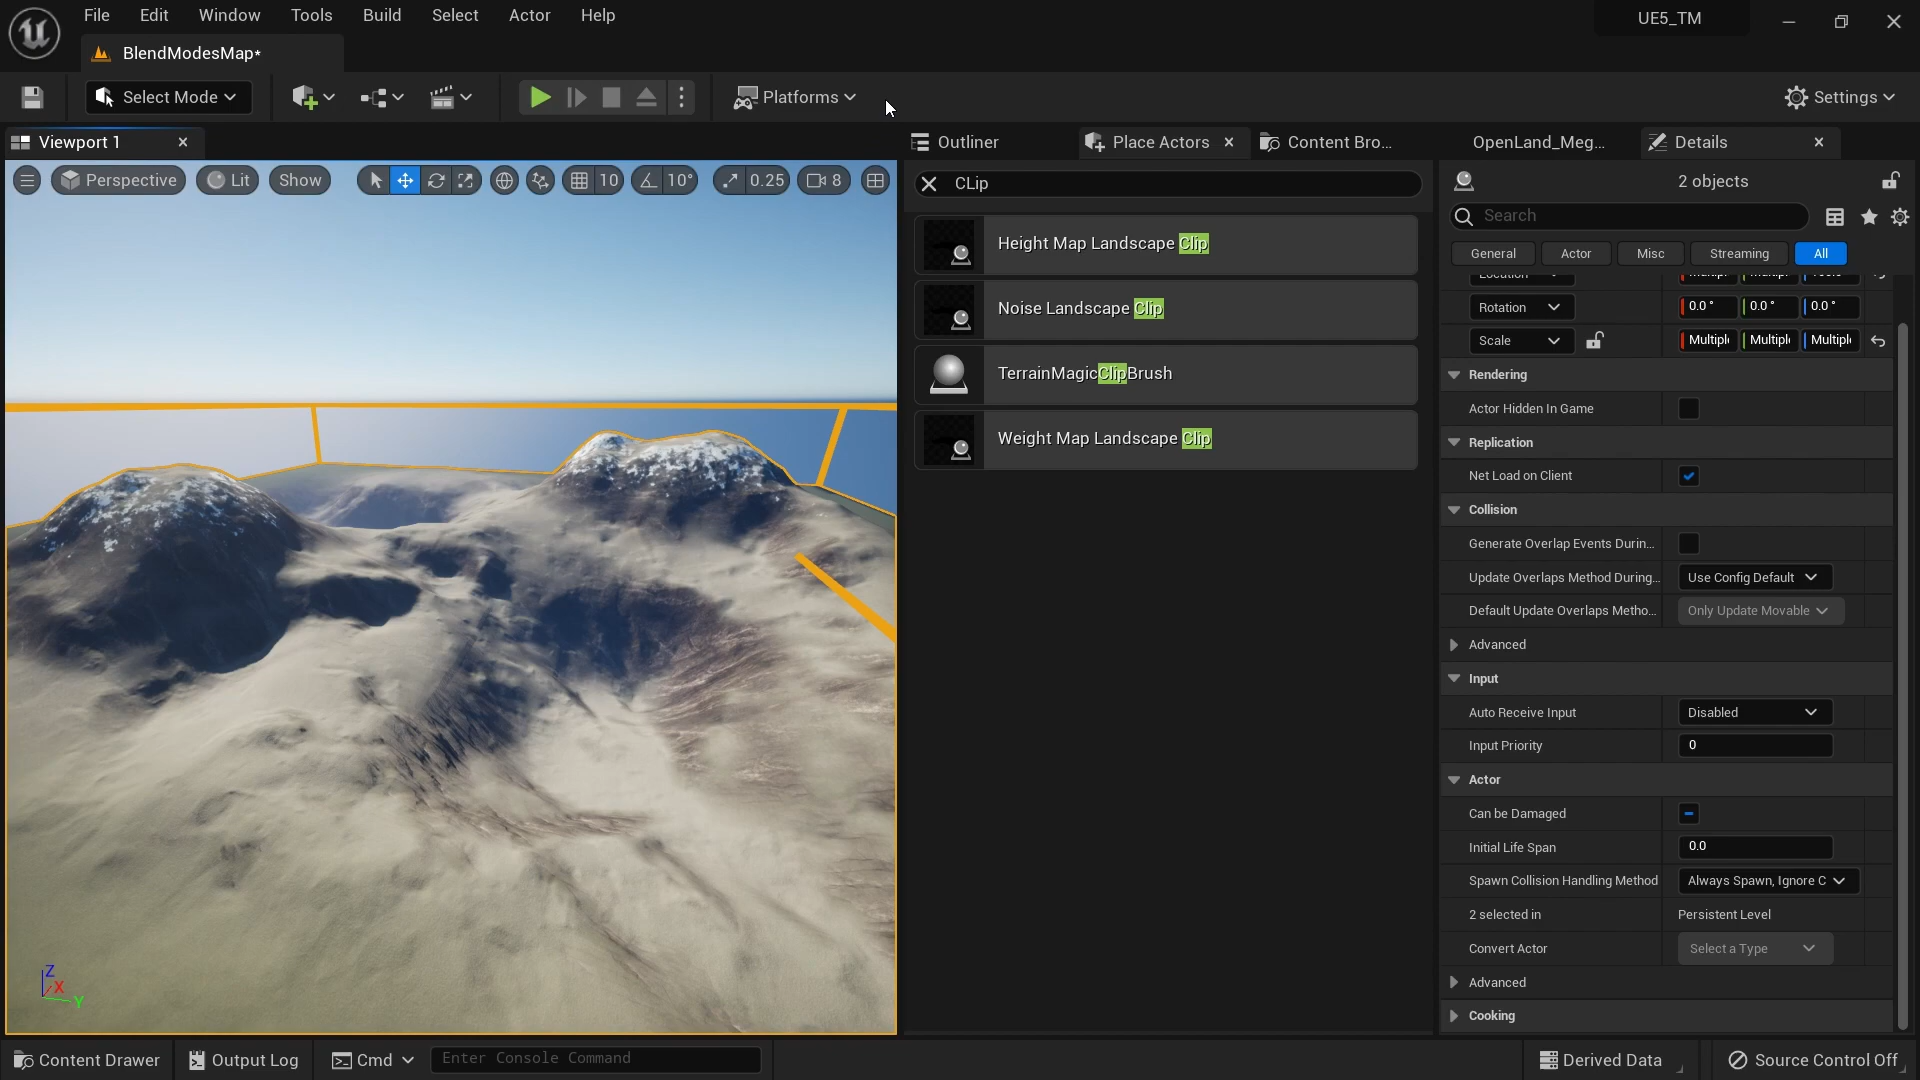 File Edit Window Tools Build Select Actor Help
UE5_TM
BlendModesMap*
Select Mode
Platforms
Settings
Viewport 1
Outliner
Place Actors
Content Bro...
OpenLand_Meg...
Details
Perspective
Lit
Show
10
10°
0.25
8
CLip
2 objects
Search
General
Actor
Misc
Streaming
All
Height Map Landscape Clip
Noise Landscape Clip
TerrainMagicClipBrush
Weight Map Landscape Clip
Rotation 0.0 ° 0.0 ° 0.0 °
Scale
Rendering
Actor Hidden In Game
Replication
Net Load on Client
Collision
Generate Overlap Events Durin...
Update Overlaps Method During... Use Config Default
Default Update Overlaps Metho... Only Update Movable
Advanced
Input
Auto Receive Input Disabled
Input Priority 0
Actor
Can be Damaged
Initial Life Span 0.0
Spawn Collision Handling Method Always Spawn, Ignore C
2 selected in Persistent Level
Convert Actor Select a Type
Advanced
Cooking
Z
X
Y
Content Drawer
Output Log
Cmd
Enter Console Command
Derived Data
Source Control Off